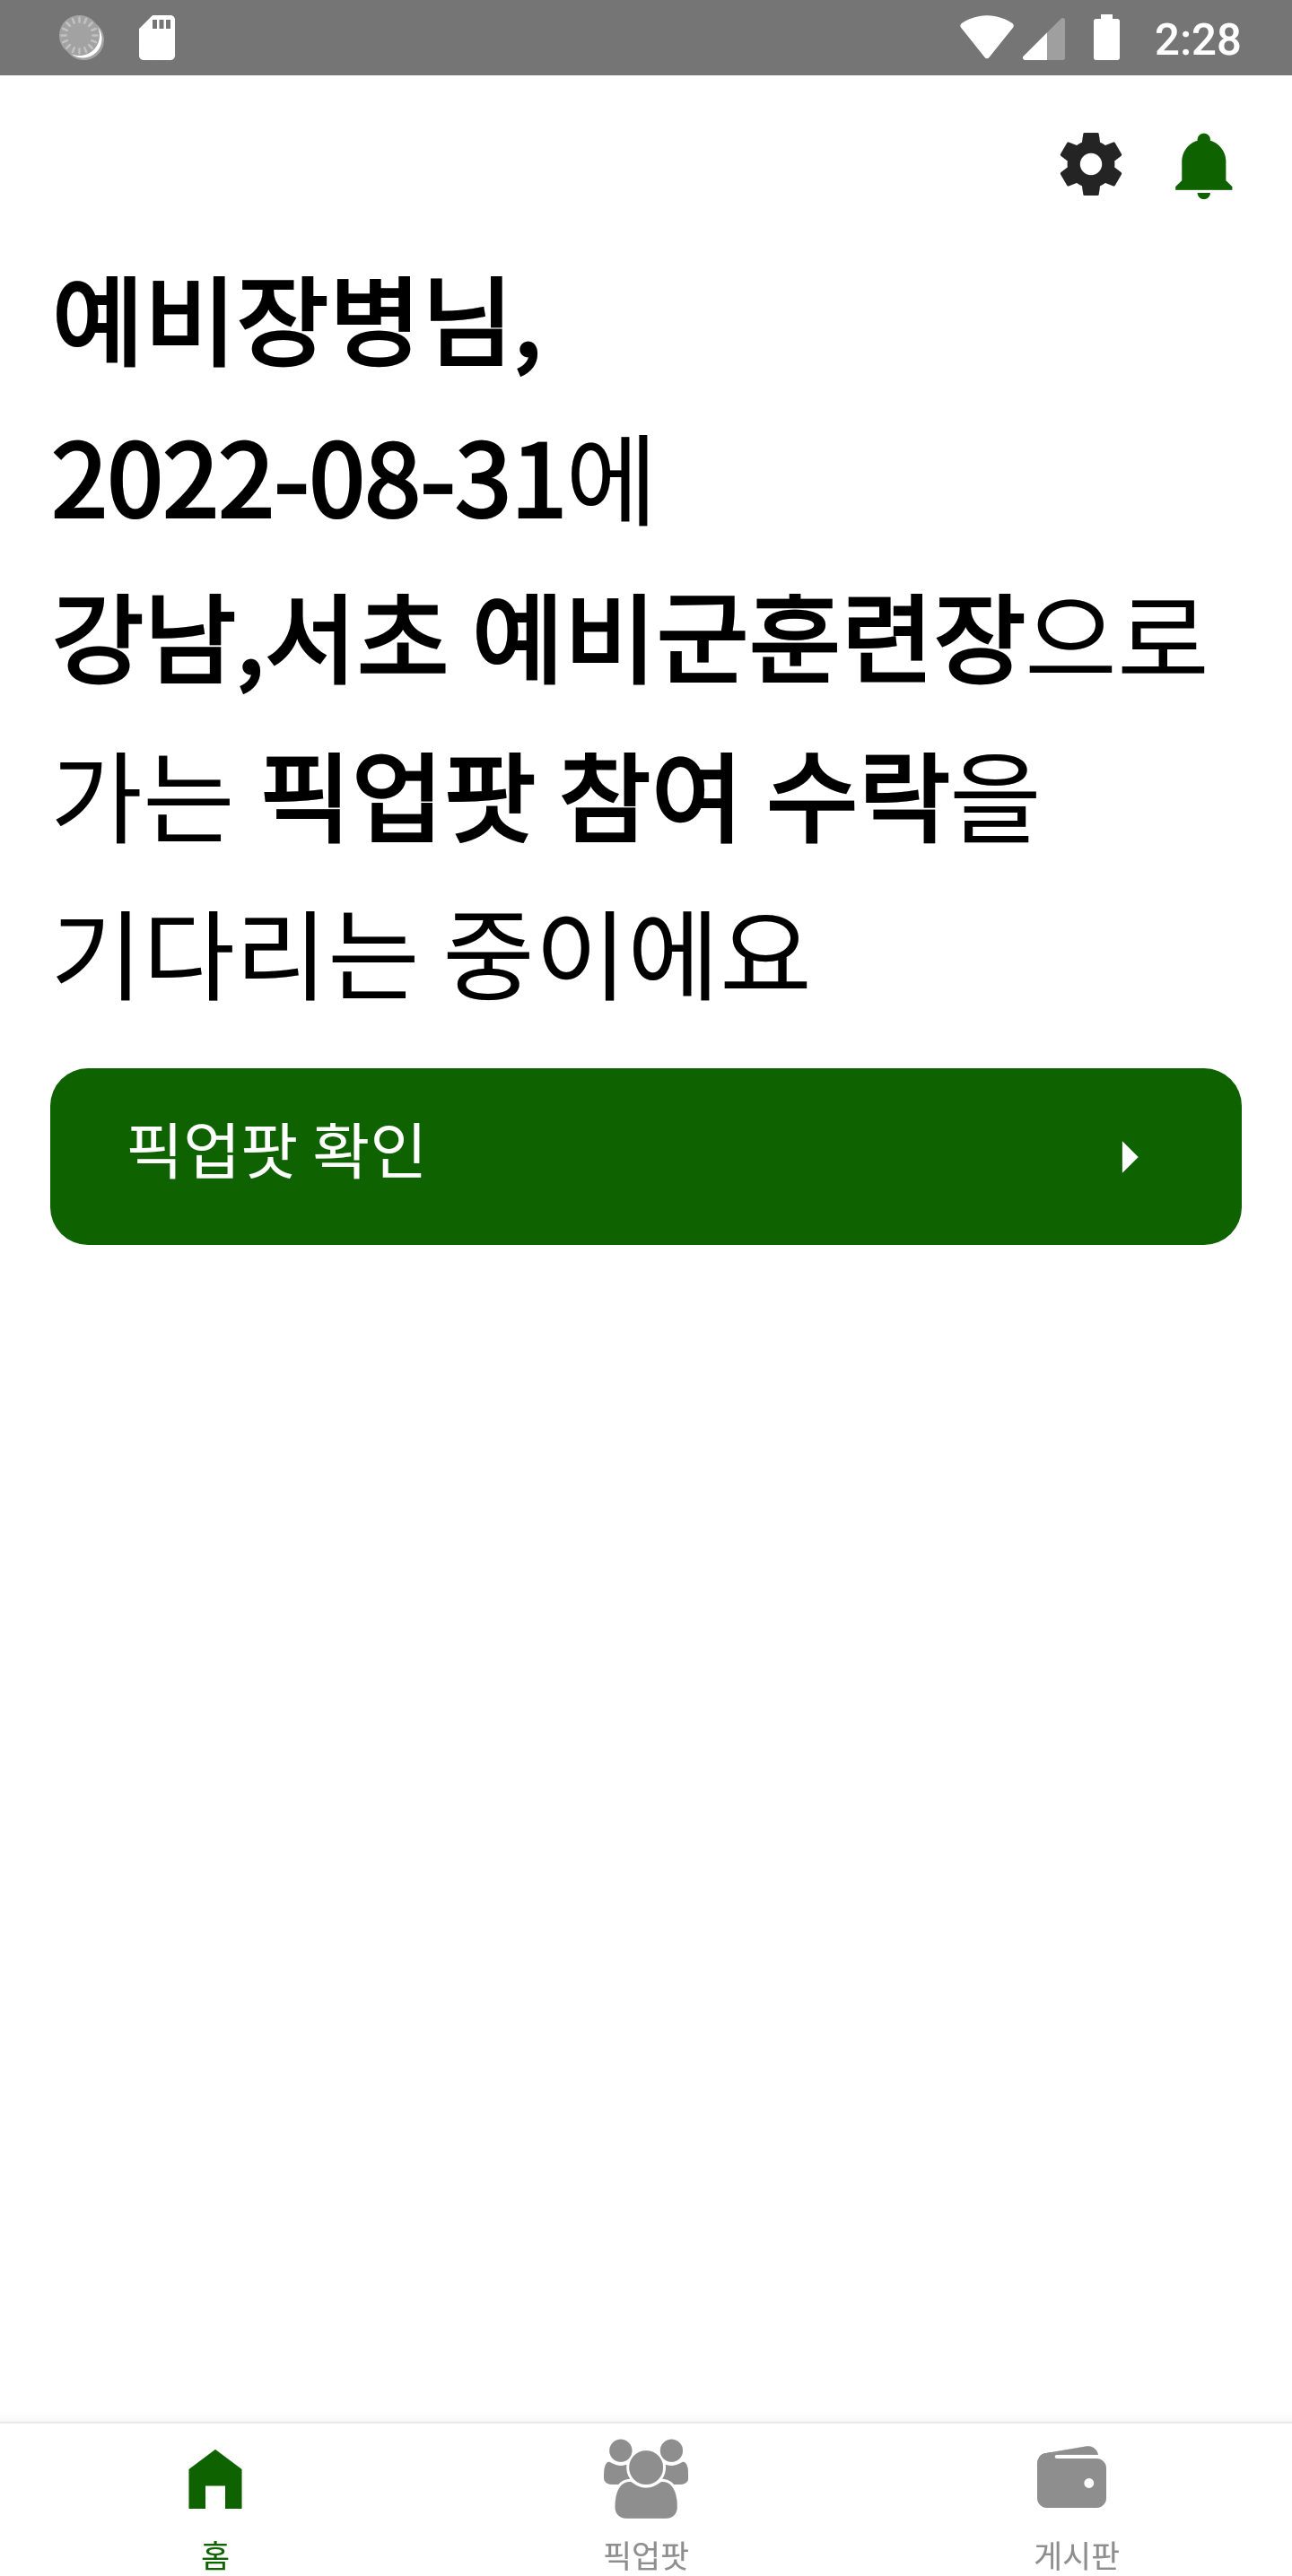 2:28
예비장병님,
2022-08-31에
강남,서초 예비군훈련장으로
가는 픽업팟 참여 수락을
기다리는 중이에요
픽업팟 확인
홈
픽업팟
게시판